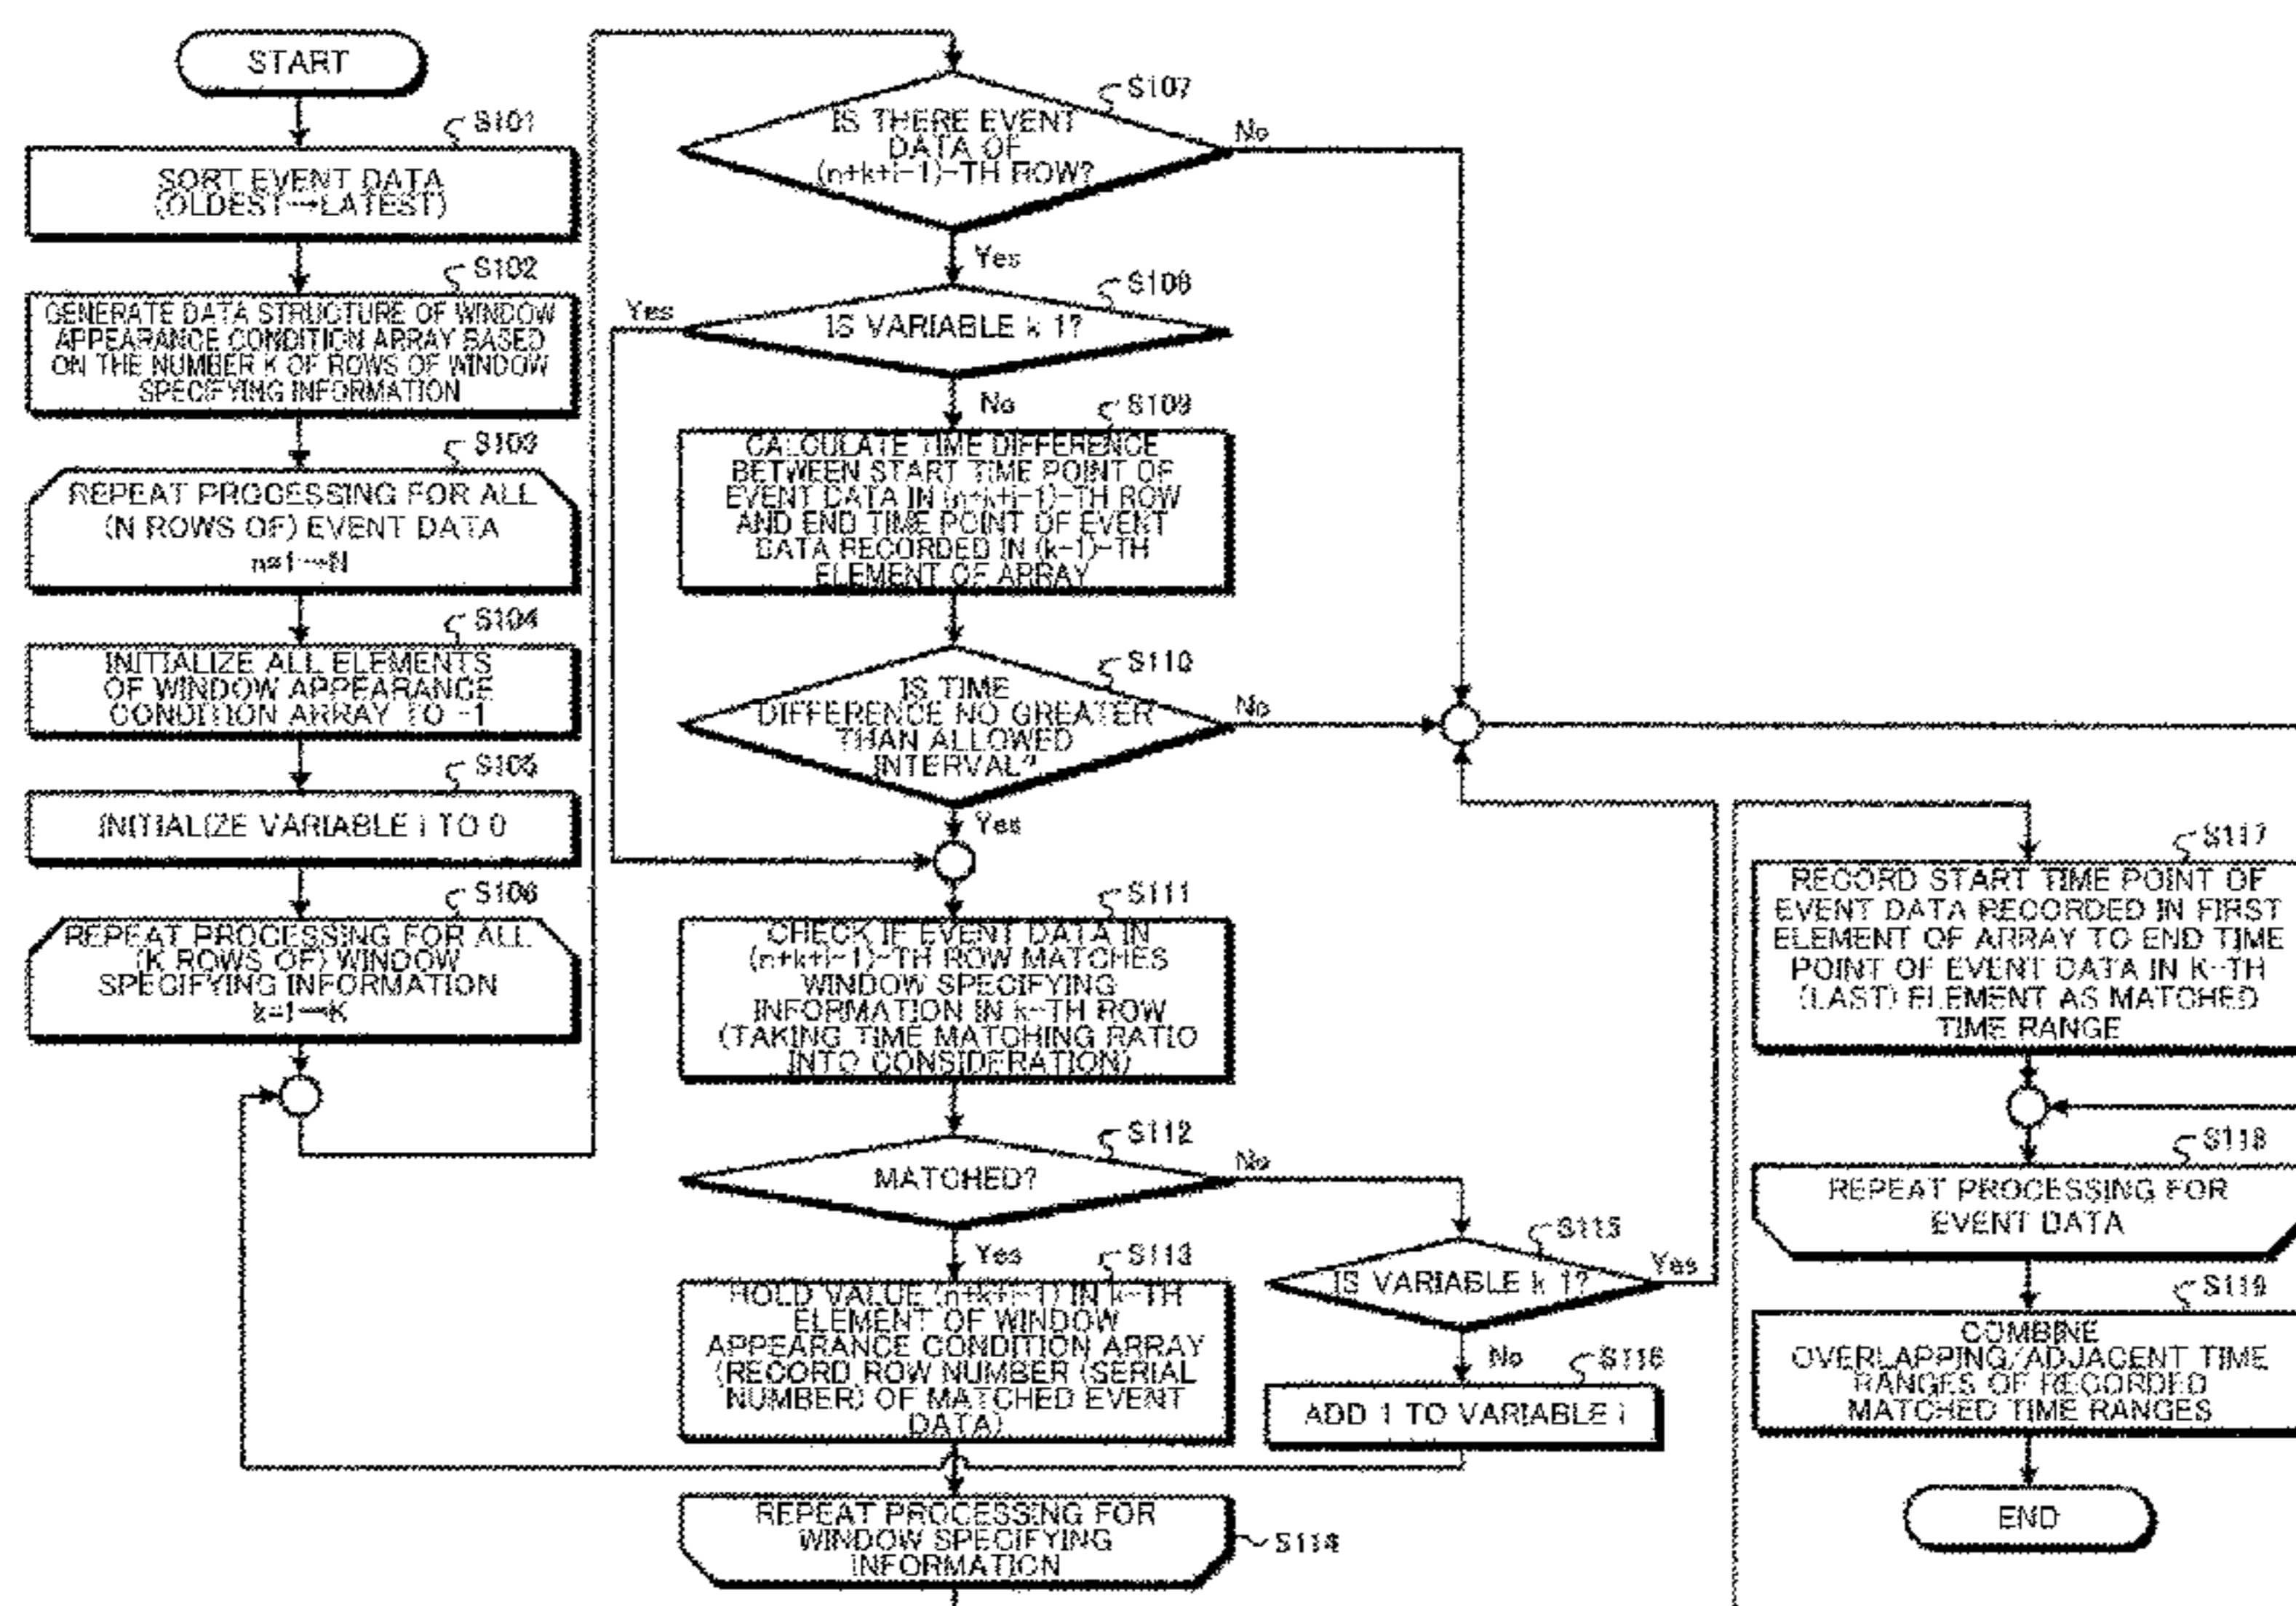 START
S101
SORT EVENT DATA
(OLDEST→LATEST)
S102
GENERATE DATA STRUCTURE OF WINDOW
APPEARANCE CONDITION ARRAY BASED
ON THE NUMBER K OF ROWS OF WINDOW
SPECIFYING INFORMATION
S103
REPEAT PROCESSING FOR ALL
(N ROWS OF) EVENT DATA
n=1→N
S104
INITIALIZE ALL ELEMENTS
OF WINDOW APPEARANCE
CONDITION ARRAY TO -1
S105
INITIALIZE VARIABLE i TO 0
S106
REPEAT PROCESSING FOR ALL
(K ROWS OF) WINDOW
SPECIFYING INFORMATION
k=1→K
S107
IS THERE EVENT
DATA OF
(n+k+i-1)-TH ROW?
No
Yes
S108
IS VARIABLE k 1?
Yes
No
S109
CALCULATE TIME DIFFERENCE
BETWEEN START TIME POINT OF
EVENT DATA IN (n+k+i-1)-TH ROW
AND END TIME POINT OF EVENT
DATA RECORDED IN (k-1)-TH
ELEMENT OF ARRAY
S110
IS TIME
DIFFERENCE NO GREATER
THAN ALLOWED
INTERVAL?
No
Yes
S111
CHECK IF EVENT DATA IN
(n+k+i-1)-TH ROW MATCHES
WINDOW SPECIFYING
INFORMATION IN k-TH ROW
(TAKING TIME MATCHING RATIO
INTO CONSIDERATION)
S112
MATCHED?
No
Yes
S113
HOLD VALUE (n+k+i-1) IN k-TH
ELEMENT OF WINDOW
APPEARANCE CONDITION ARRAY
(RECORD ROW NUMBER (SERIAL
NUMBER) OF MATCHED EVENT
DATA)
S114
REPEAT PROCESSING FOR
WINDOW SPECIFYING
INFORMATION
S115
IS VARIABLE k 1?
Yes
No
S116
ADD 1 TO VARIABLE i
S117
RECORD START TIME POINT OF
EVENT DATA RECORDED IN FIRST
ELEMENT OF ARRAY TO END TIME
POINT OF EVENT DATA IN K-TH
(LAST) ELEMENT AS MATCHED
TIME RANGE
S118
REPEAT PROCESSING FOR
EVENT DATA
S119
COMBINE
OVERLAPPING/ADJACENT TIME
RANGES OF RECORDED
MATCHED TIME RANGES
END